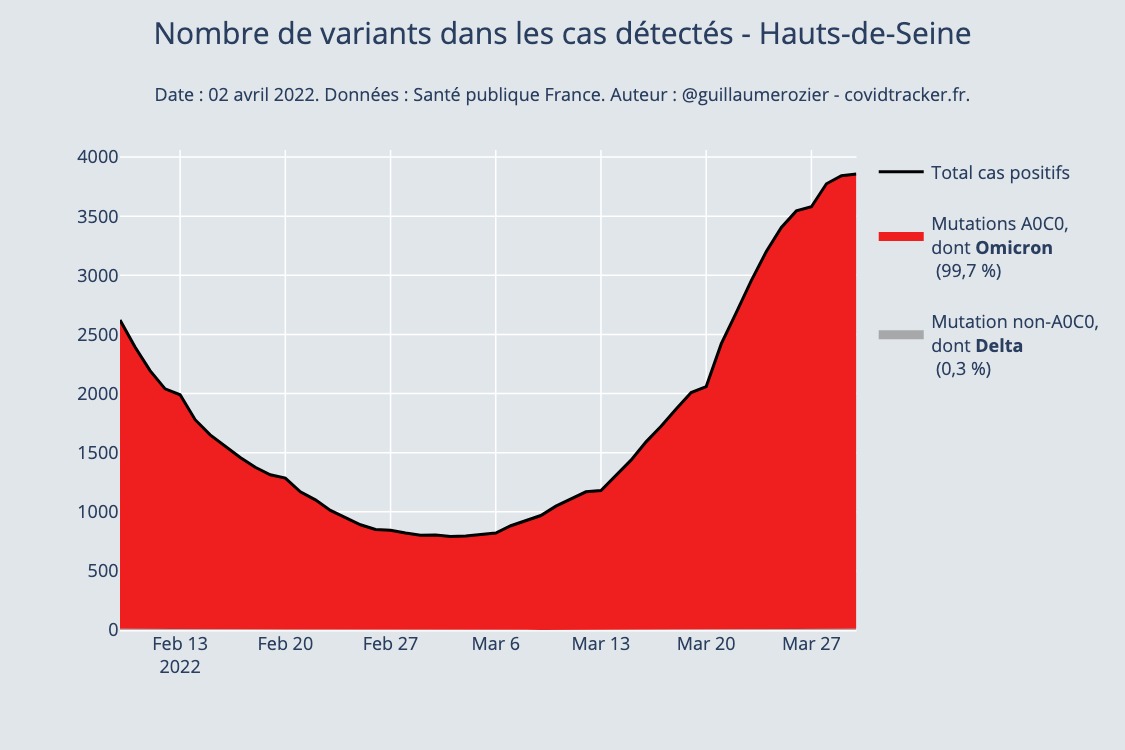 Nombre de variants dans les cas détectés - Hauts-de-Seine
Date : 02 avril 2022. Données : Santé publique France. Auteur : @guillaumerozier - covidtracker.fr.
4000
3500
3000
2500
2000
1500
1000
500
0
Feb 13
2022
Feb 20
Feb 27
Mar 6
Mar 13
Mar 20
Mar 27
Total cas positifs
Mutations A0C0,
dont Omicron
(99,7 %)
Mutation non-A0C0,
dont Delta
(0,3 %)